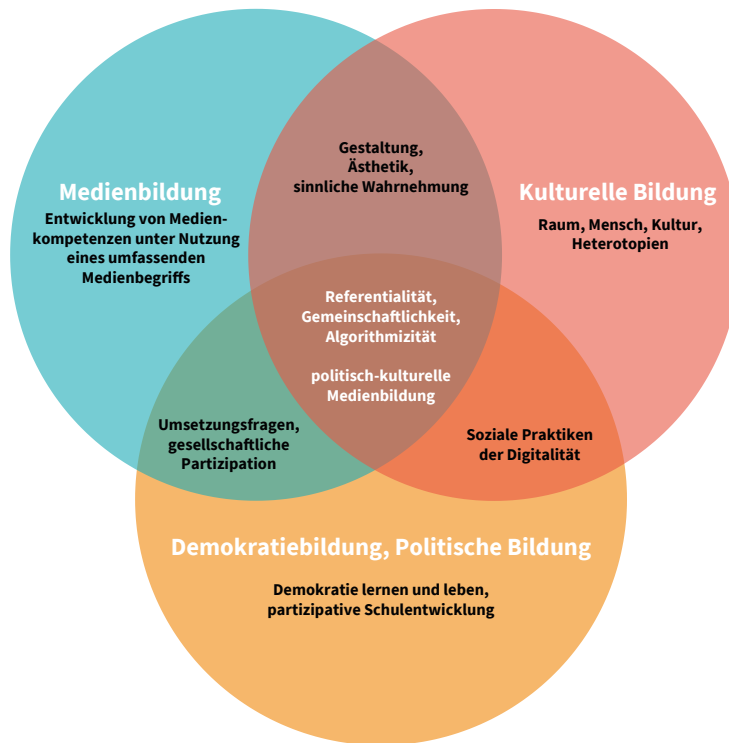 Gestaltung,
Ästhetik,
sinnliche Wahrnehmung
Medienbildung
Entwicklung von Medien-
kompetenzen unter Nutzung
eines umfassenden
Medienbegriffs
Kulturelle Bildung
Raum, Mensch, Kultur,
Heterotopien
Referentialität,
Gemeinschaftlichkeit,
Algorithmizität
politisch-kulturelle
Medienbildung
Umsetzungsfragen,
gesellschaftliche
Partizipation
Soziale Praktiken
der Digitalität
Demokratiebildung, Politische Bildung
Demokratie lernen und leben,
partizipative Schulentwicklung